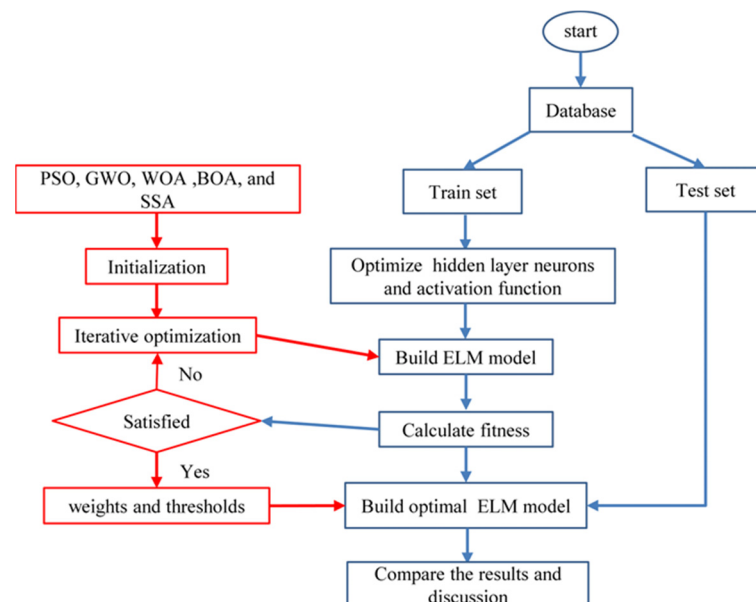 start
Database
PSO, GWO, WOA ,BOA, and
SSA
Train set
Test set
Initialization
Optimize hidden layer neurons
and activation function
Iterative optimization
Build ELM model
No
Satisfied
Calculate fitness
Yes
weights and thresholds
Build optimal ELM model
Compare the results and
discussion